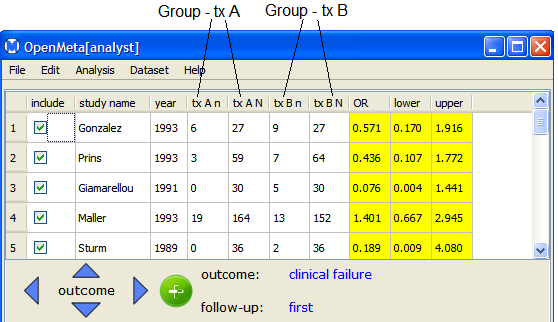 Group - tx A Group - tx B
OpenMeta[analyst]
File Edit Analysis Dataset Help
include study name year tx A n tx A N tx B n tx B N OR lower upper
1 Gonzalez 1993 6 27 9 27 0.571 0.170 1.916
2 Prins 1993 3 59 7 64 0.436 0.107 1.772
3 Giamarellou 1991 0 30 5 30 0.076 0.004 1.441
4 Maller 1993 19 164 13 152 1.401 0.667 2.945
5 Sturm 1989 0 36 2 36 0.189 0.009 4.080
outcome outcome: clinical failure
follow-up: first